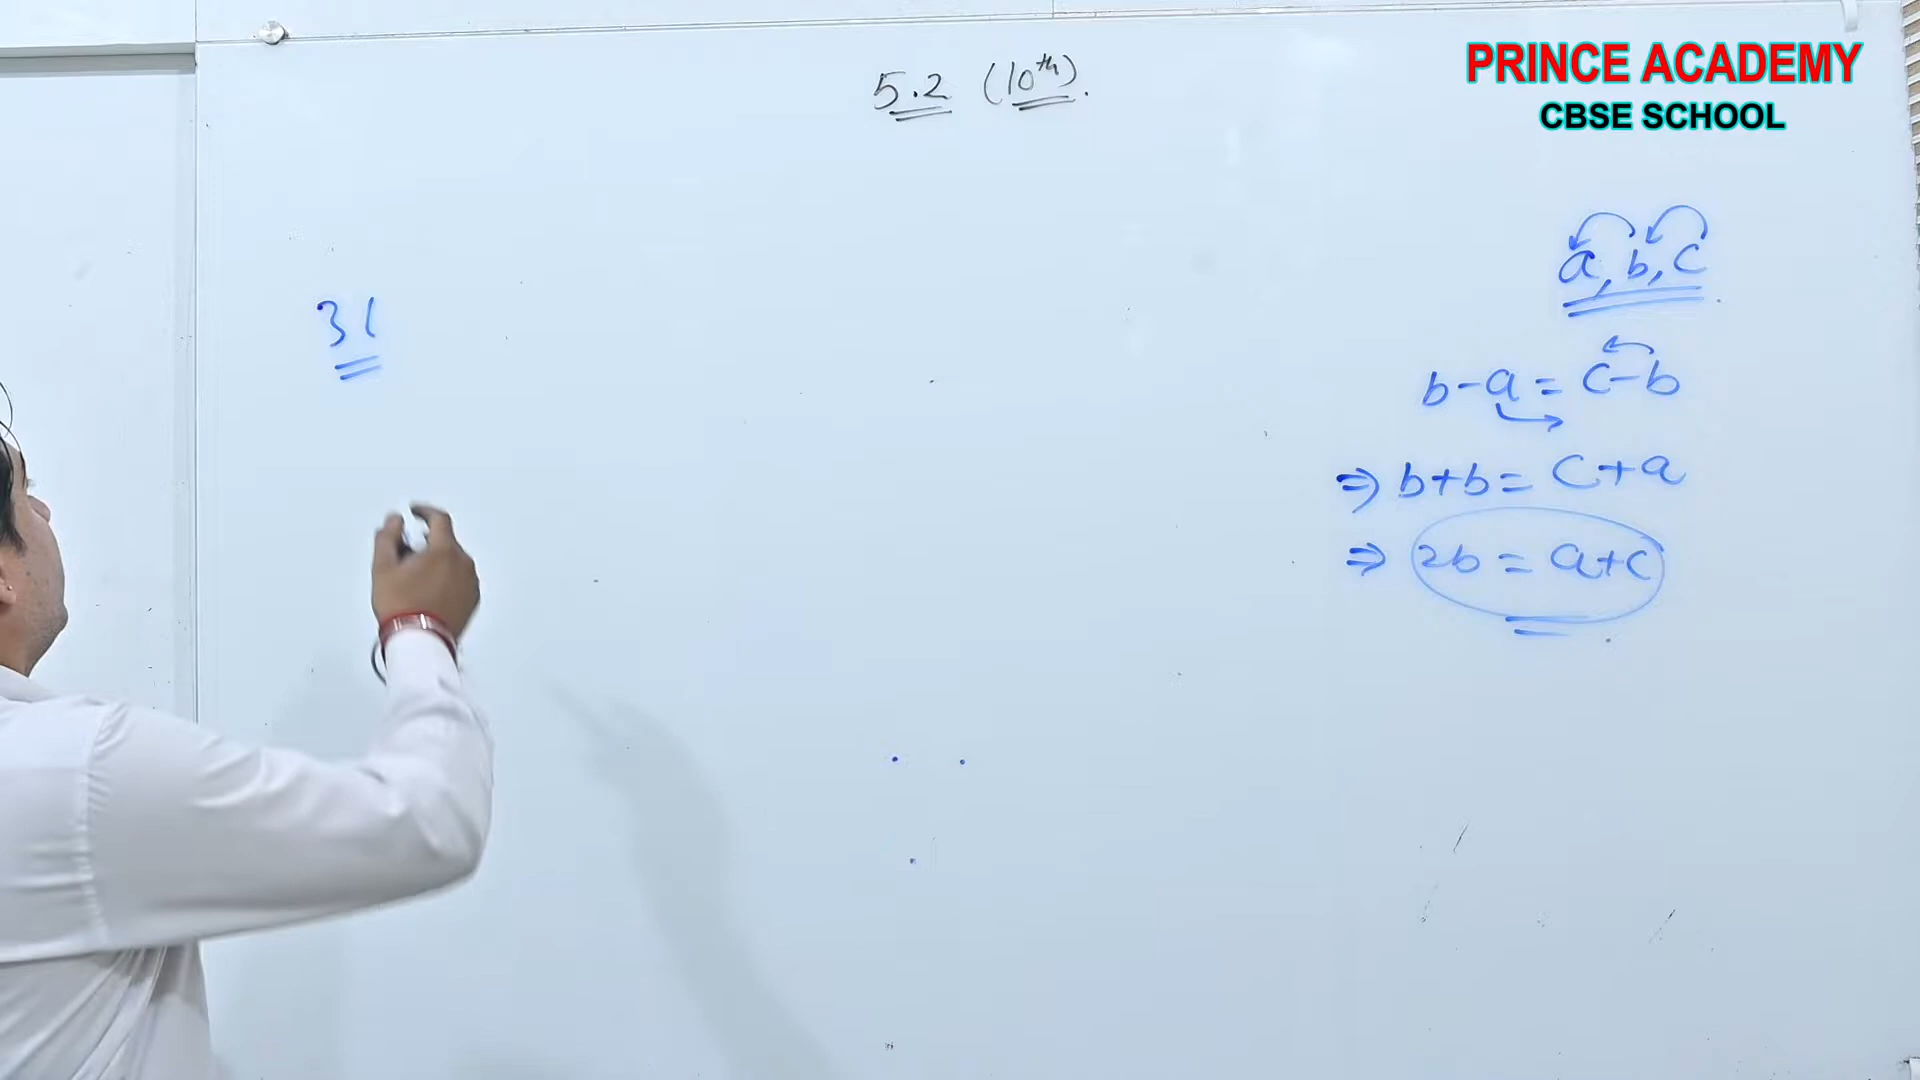 5.2 (10th).
PRINCE ACADEMY
CBSE SCHOOL
31
a, b, c
b-a = c-b
⇒ b+b = c+a
⇒ 2b = a+c